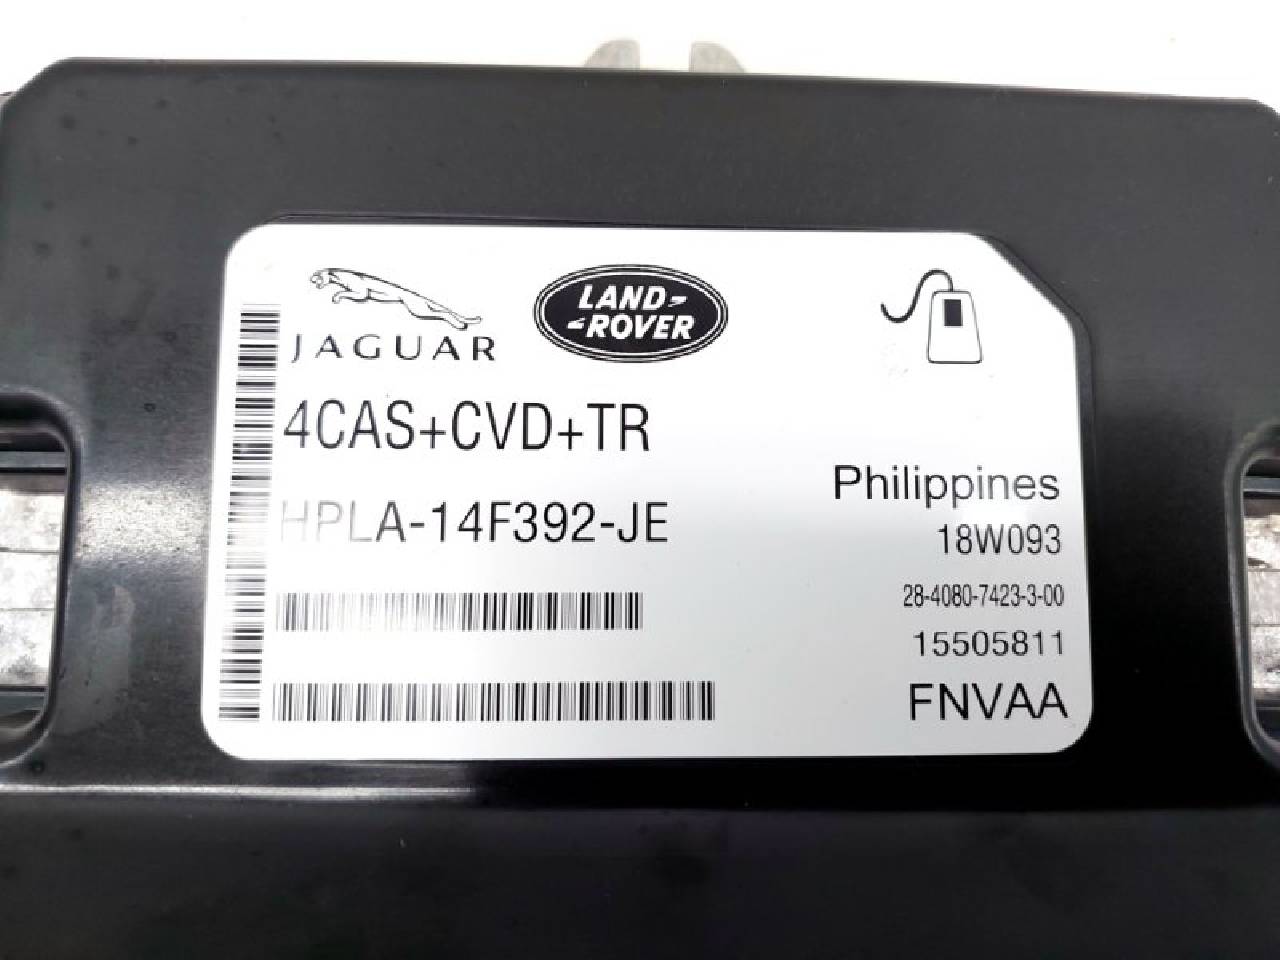 JAGUAR
LAND-
-ROVER
4CAS+CVD+TR
HPLA-14F392-JE
Philippines
18W093
28-4080-7423-3-00
15505811
FNVAA